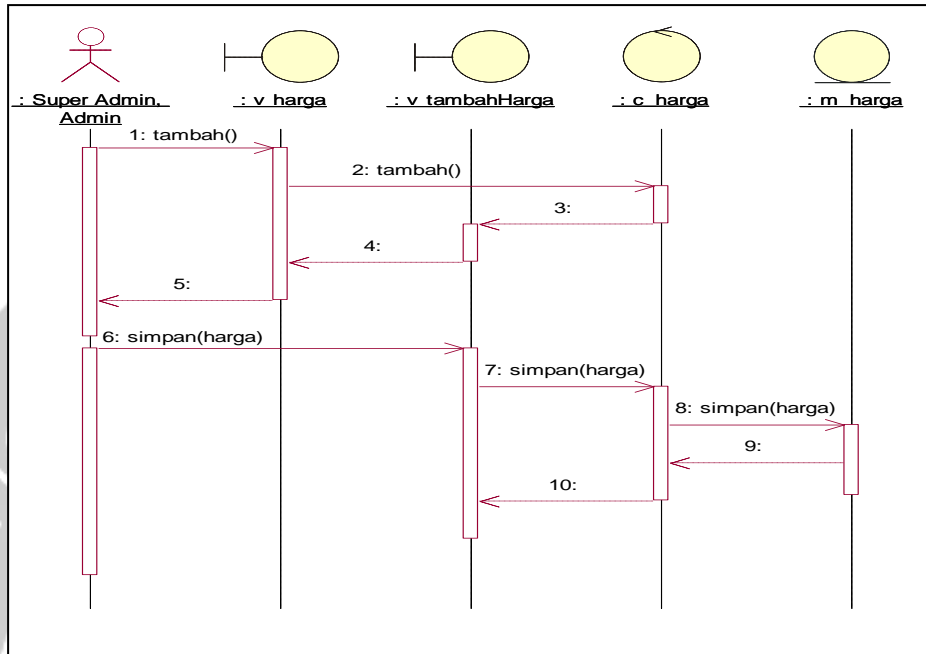 : Super Admin,
Admin
: v_harga
: v_tambahHarga
: c_harga
: m_harga
1: tambah()
2: tambah()
3:
4:
5:
6: simpan(harga)
7: simpan(harga)
8: simpan(harga)
9:
10: